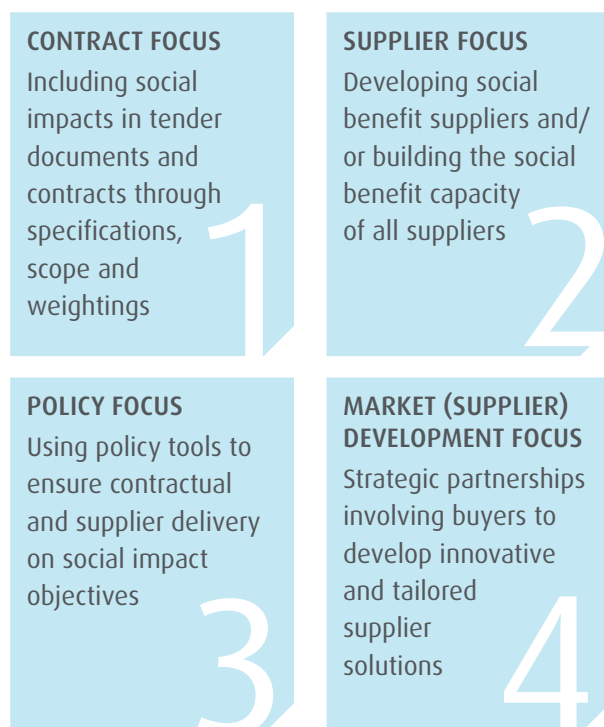 CONTRACT FOCUS
Including social
impacts in tender
documents and
contracts through
specifications,
scope and
weightings
1
SUPPLIER FOCUS
Developing social
benefit suppliers and/
or building the social
benefit capacity
of all suppliers
2
POLICY FOCUS
Using policy tools to
ensure contractual
and supplier delivery
on social impact
objectives
3
MARKET (SUPPLIER)
DEVELOPMENT FOCUS
Strategic partnerships
involving buyers to
develop innovative
and tailored
supplier
solutions
4